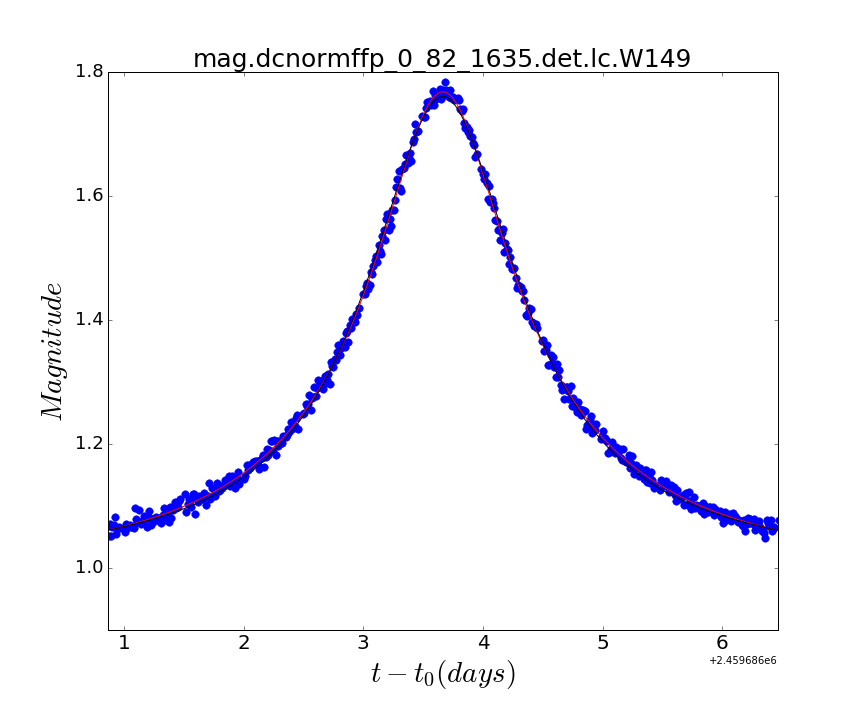 mag.dcnormffp_0_82_1635.det.lc.W149
1.8
1.6
1.4
1.2
1.0
Magnitude
1 2 3 4 5 6
+2.459686e6
t − t₀(days)